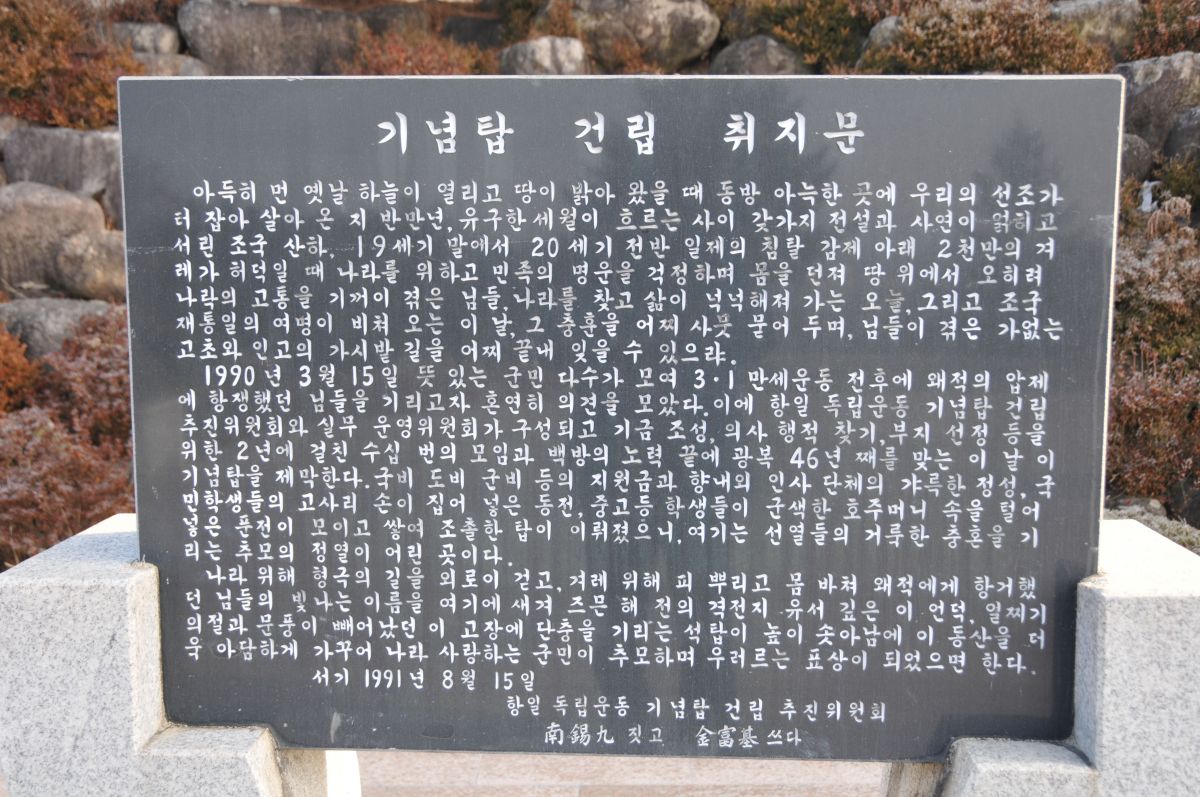 기념탑 건립 취지문
아득히 먼 옛날 하늘이 열리고 땅이 밝아 왔을 때 동방 아늑한 곳에 우리의 선조가
터 잡아 살아 온 지 반만년, 유구한 세월이 흐르는 사이 갖가지 전설과 사연이 얽히고
서린 조국 산하, 19세기 말에서 20세기 전반 일제의 침탈 감제 아래 2천만의 겨
레가 허덕일 때 나라를 위하고 민족의 명운을 걱정하며 몸을 던져 땅 위에서 오히려
나락의 고통을 기꺼이 겪은 님들, 나라를 찾고 삶이 넉넉해져 가는 오늘, 그리고 조국
재통일의 여명이 비쳐 오는 이 날, 그 충훈을 어찌 사뭇 물어 두며, 님들이 겪은 가없는
고초와 인고의 가시밭 길을 어찌 끝내 잊을 수 있으랴.
1990년 3월 15일 뜻 있는 군민 다수가 모여 3·1 만세운동 전후에 왜적의 압제
에 항쟁했던 님들을 기리고자 혼연히 의견을 모았다. 이에 항일 독립운동 기념탑 건립
추진위원회와 실무 운영위원회가 구성되고 기금 조성, 의사 행적 찾기, 부지 선정 등을
위한 2년에 걸친 수십 번의 모임과 백방의 노력 끝에 광복 46년 째를 맞는 이 날 이
기념탑을 제막한다. 국비 도비 군비 등의 지원금과 향내외 인사 단체의 갸륵한 정성, 국
민학생들의 고사리 손이 집어 넣은 동전, 중고등 학생들이 군색한 호주머니 속을 털어
넣은 푼전이 모이고 쌓여 조촐한 탑이 이뤄졌으니, 여기는 선열들의 거룩한 충혼을 기
리는 추모의 정열이 어린 곳이다.
나라 위해 형극의 길을 외로이 걷고, 겨레 위해 피 뿌리고 몸 바쳐 왜적에게 항거했
던 님들의 빛나는 이름을 여기에 새겨 즈믄 해 전의 격전지 유서 깊은 이 언덕, 일찌기
의절과 문풍이 빼어났던 이 고장에 단충을 기리는 석탑이 높이 솟아남에 이 동산을 더
욱 아담하게 가꾸어 나라 사랑하는 군민이 추모하며 우러르는 표상이 되었으면 한다.
서기 1991년 8월 15일
항일 독립운동 기념탑 건립 추진위원회
南錫九 짓고 金富基 쓰다